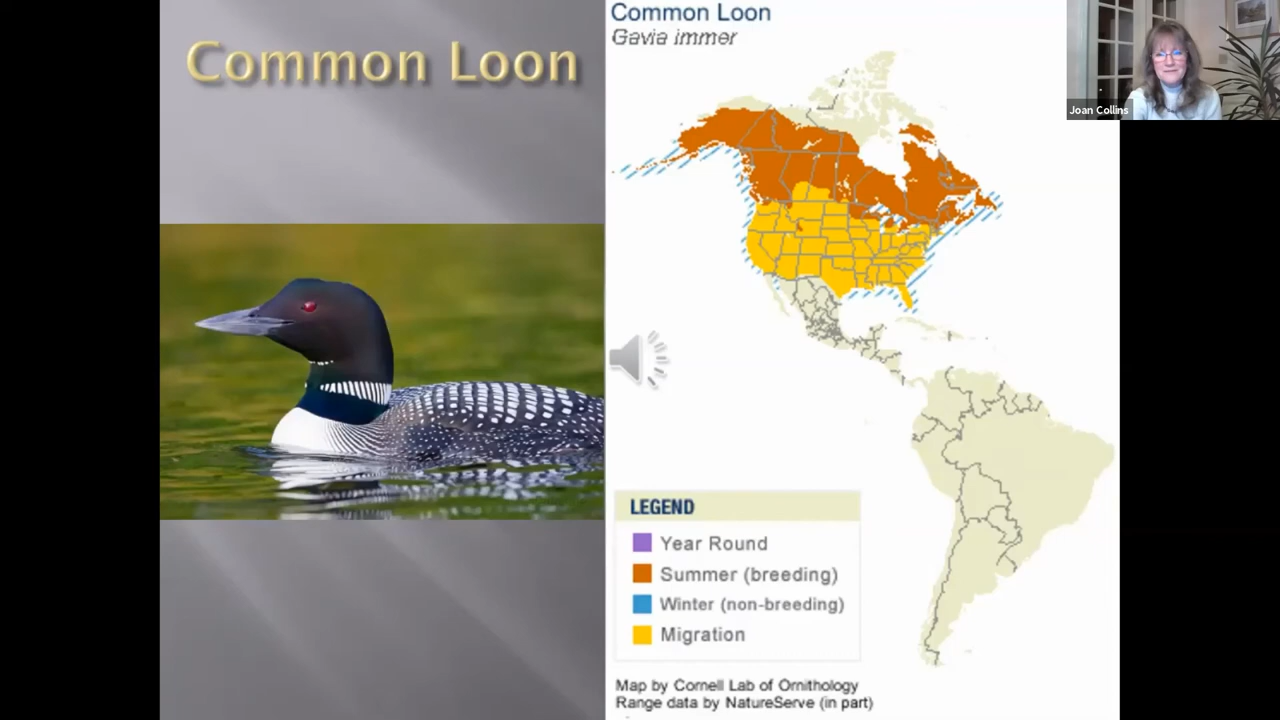 Common Loon
Common Loon
Gavia immer
Joan Collins
LEGEND
Year Round
Summer (breeding)
Winter (non-breeding)
Migration
Map by Cornell Lab of Ornithology
Range data by NatureServe (in part)